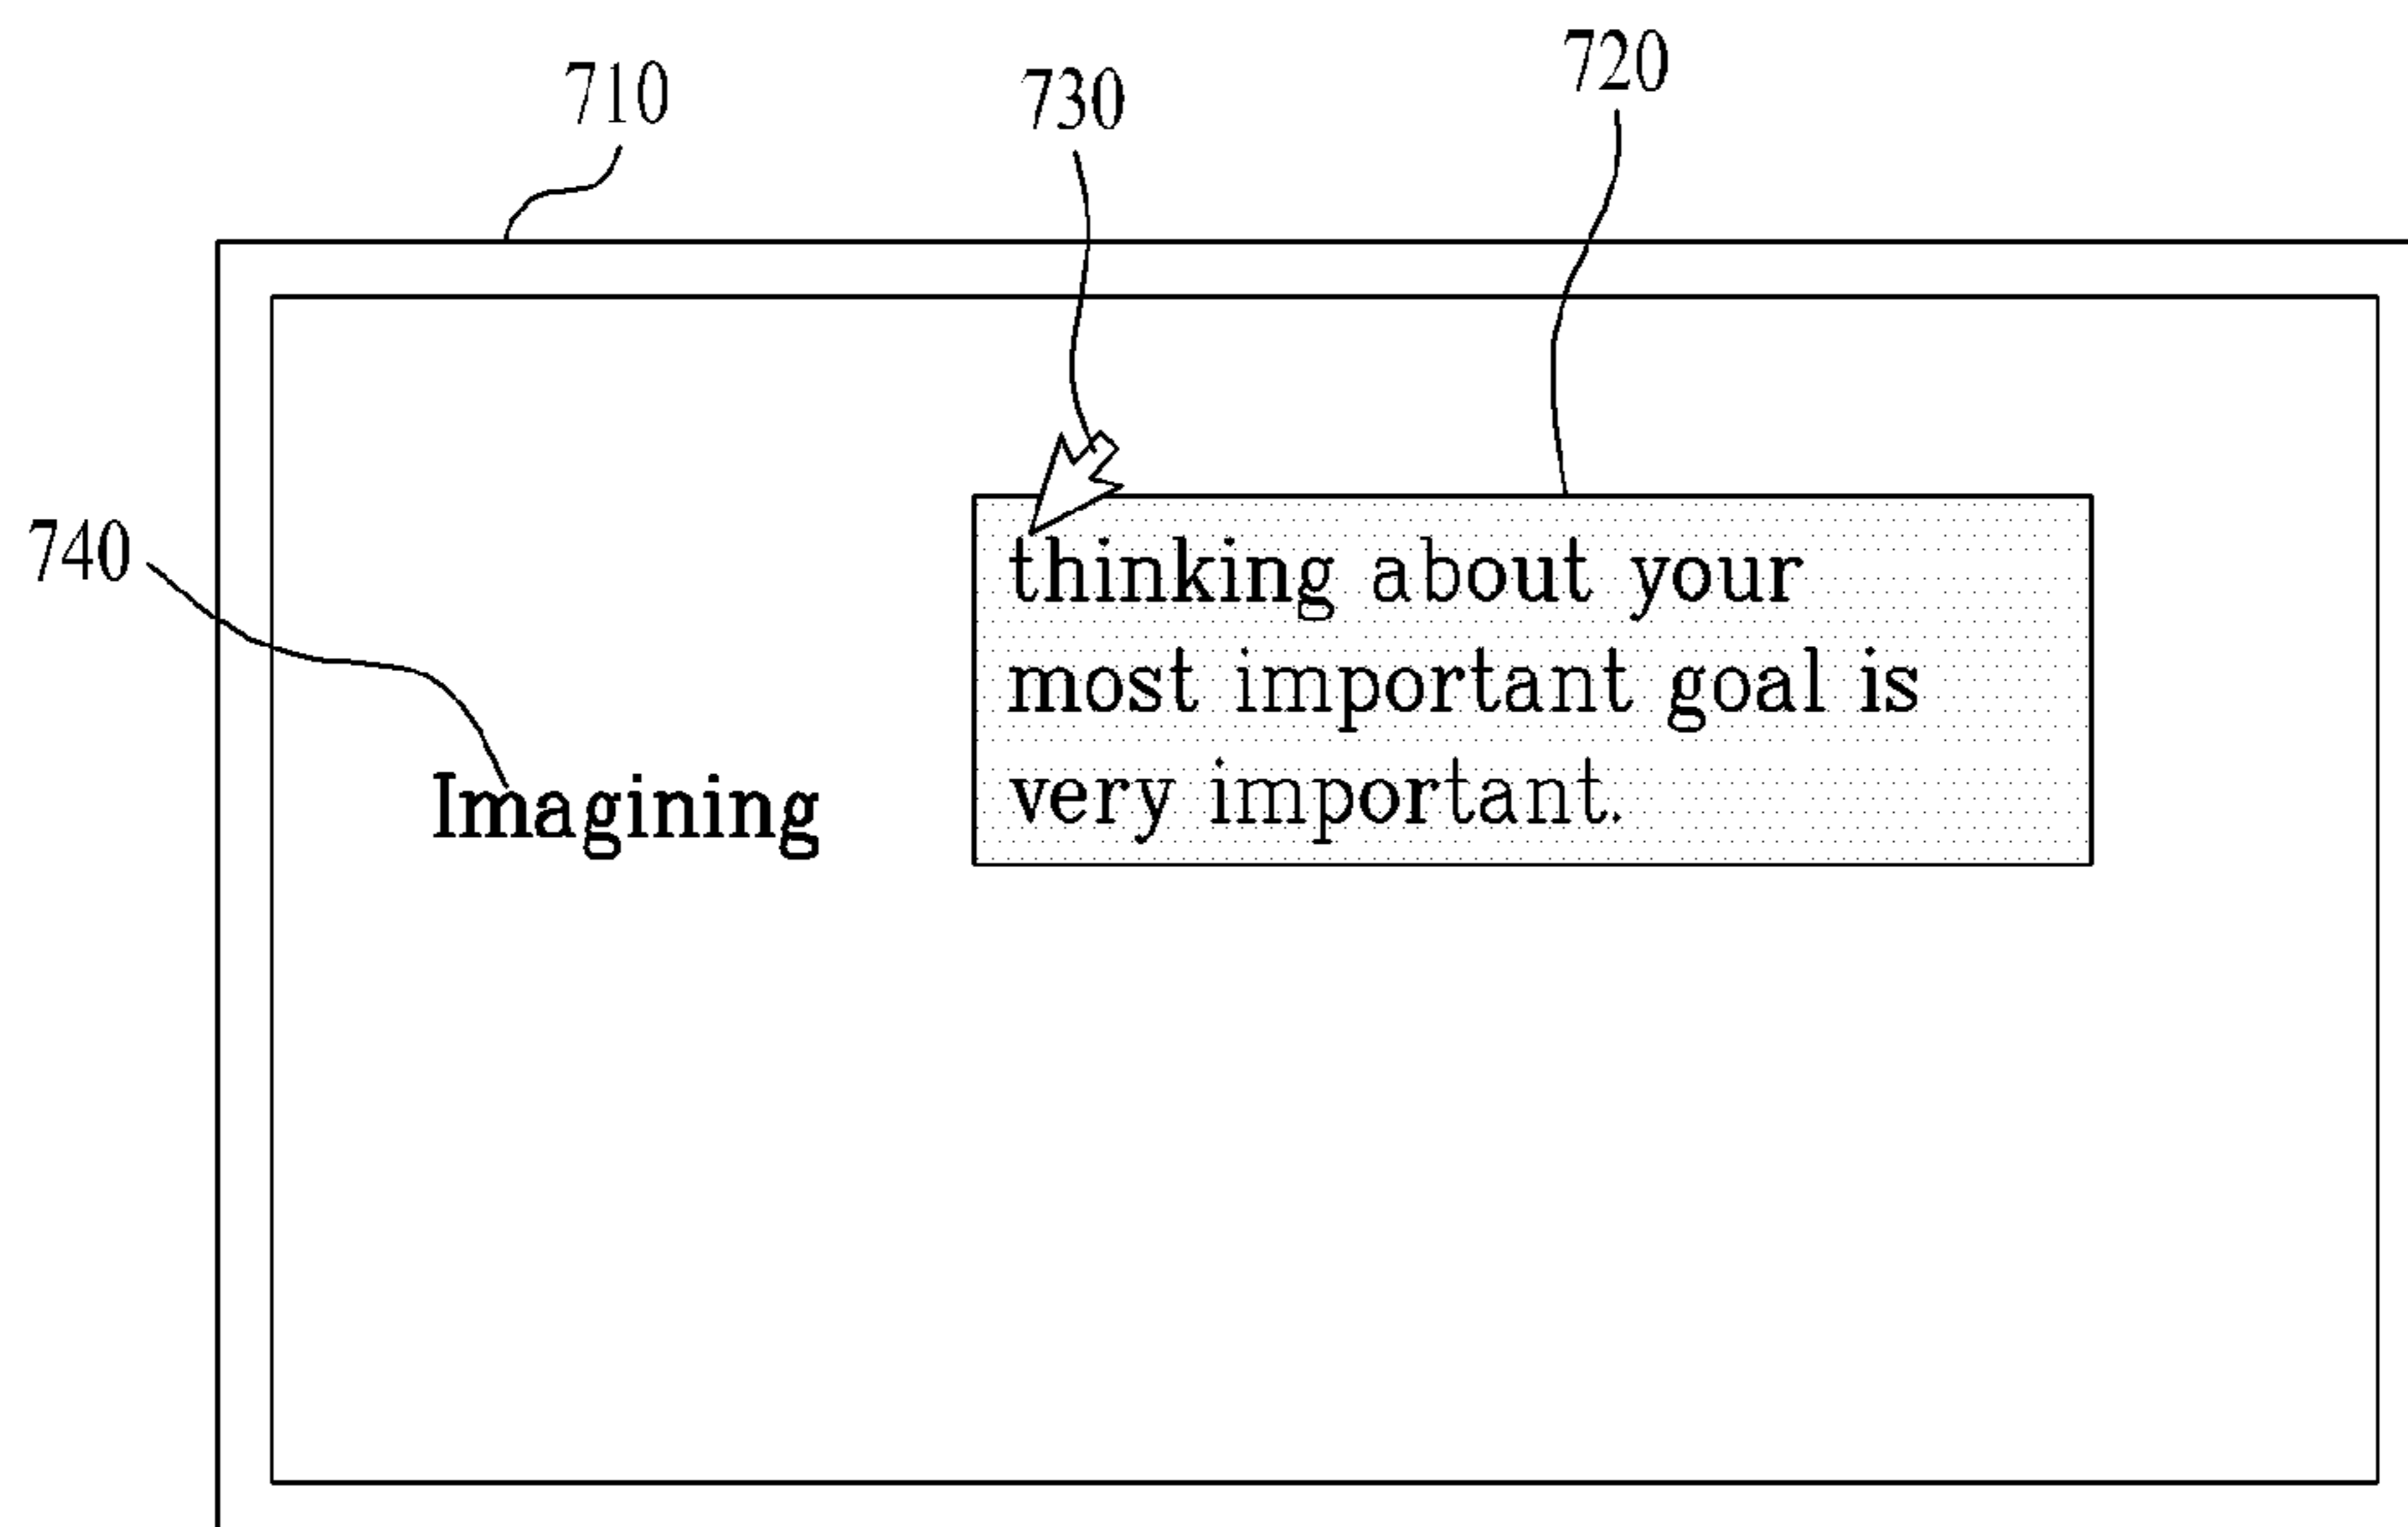 720
710
730
740
thinking about your
most important goal is
very important.
Imagining